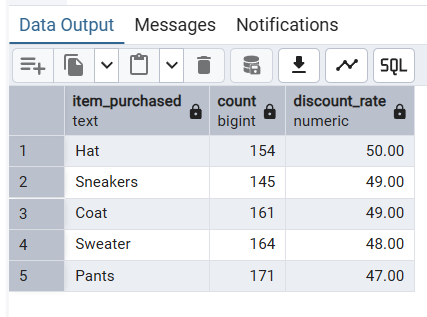 Data Output Messages Notifications
SQL
item_purchased count discount_rate
text bigint numeric
1 Hat 154 50.00
2 Sneakers 145 49.00
3 Coat 161 49.00
4 Sweater 164 48.00
5 Pants 171 47.00